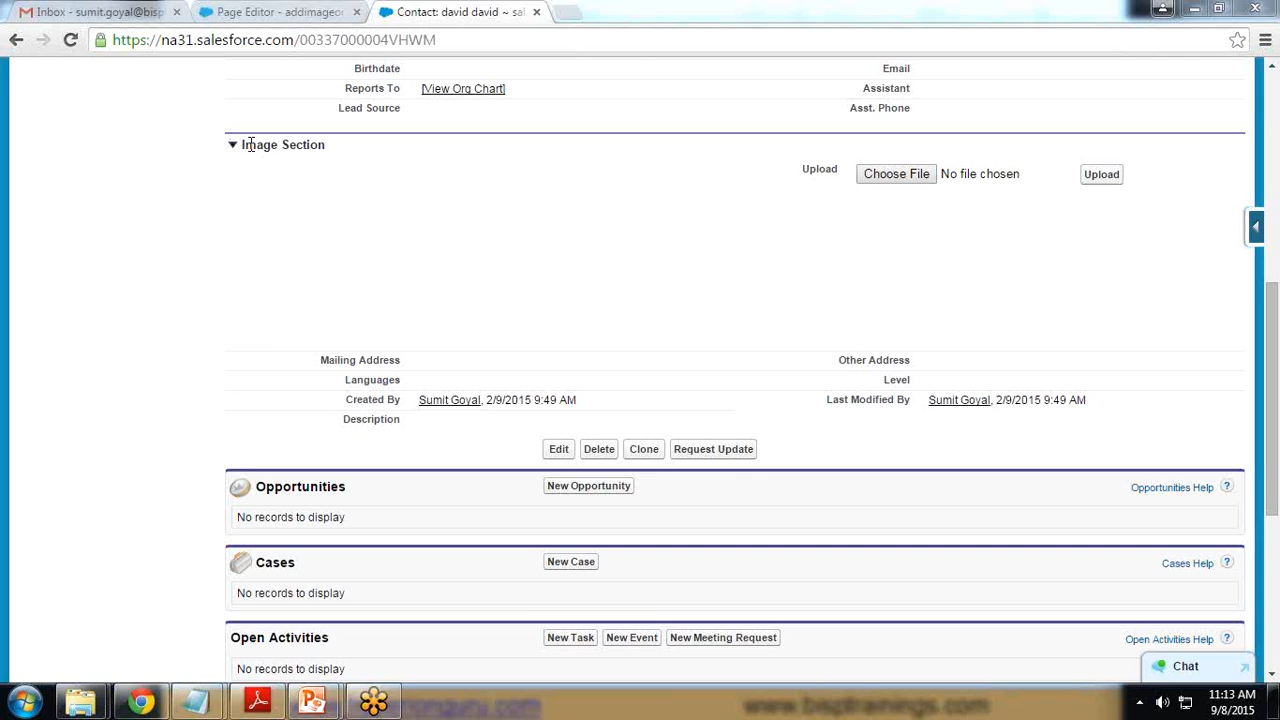 Inbox - sumit.goyal@bisp
Page Editor - addimageor
Contact: david david ~ sal
https://na31.salesforce.com/00337000004VHWM
Birthdate
Email
Reports To [View Org Chart]
Assistant
Lead Source
Asst. Phone
Image Section
Upload Choose File No file chosen Upload
Mailing Address
Other Address
Languages
Level
Created By Sumit Goyal, 2/9/2015 9:49 AM
Last Modified By Sumit Goyal, 2/9/2015 9:49 AM
Description
Edit Delete Clone Request Update
Opportunities New Opportunity Opportunities Help ?
No records to display
Cases New Case Cases Help ?
No records to display
Open Activities New Task New Event New Meeting Request Open Activities Help ?
No records to display
Chat
www.bisptrainings.com
11:13 AM
9/8/2015